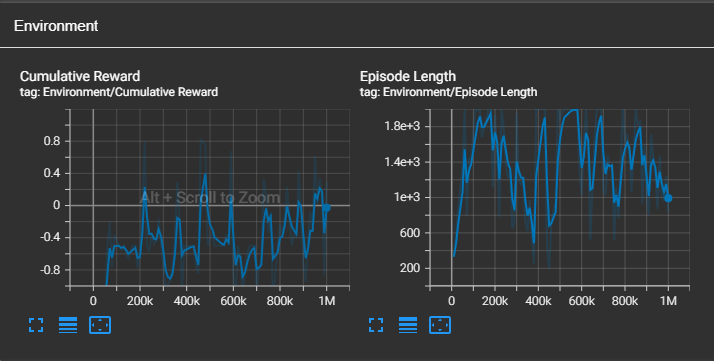 Environment
Cumulative Reward
tag: Environment/Cumulative Reward
0.8
0.4
0
-0.4
-0.8
Alt + Scroll to Zoom
0 200k 400k 600k 800k 1M
Episode Length
tag: Environment/Episode Length
1.8e+3
1.4e+3
1e+3
600
200
0 200k 400k 600k 800k 1M